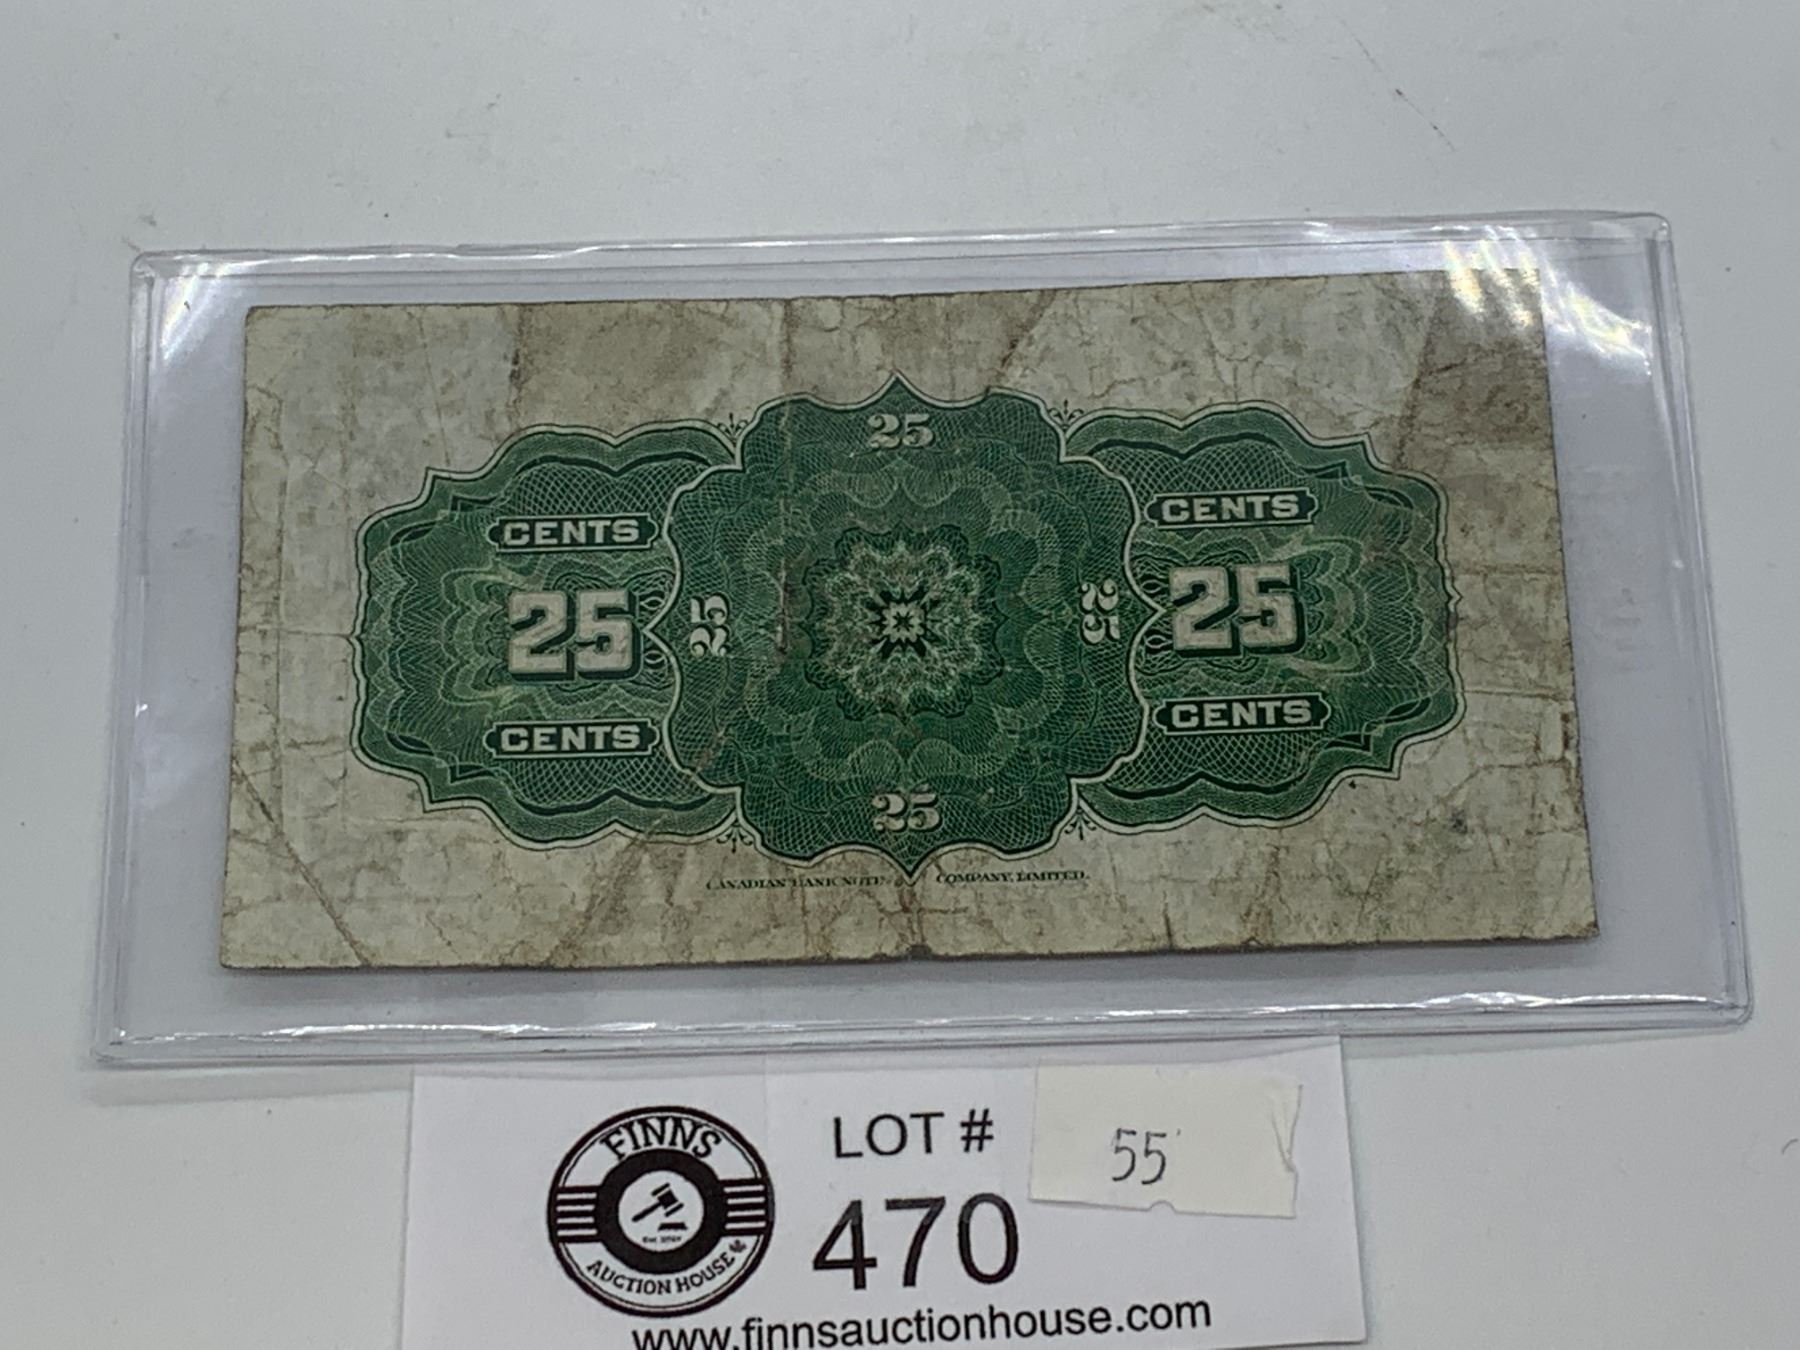 25
CENTS CENTS
25 25 25 25
CENTS CENTS
25
CANADIAN BANK NOTE COMPANY, LIMITED.
FINNS
AUCTION HOUSE
LOT #
55
470
www.finnsauctionhouse.com